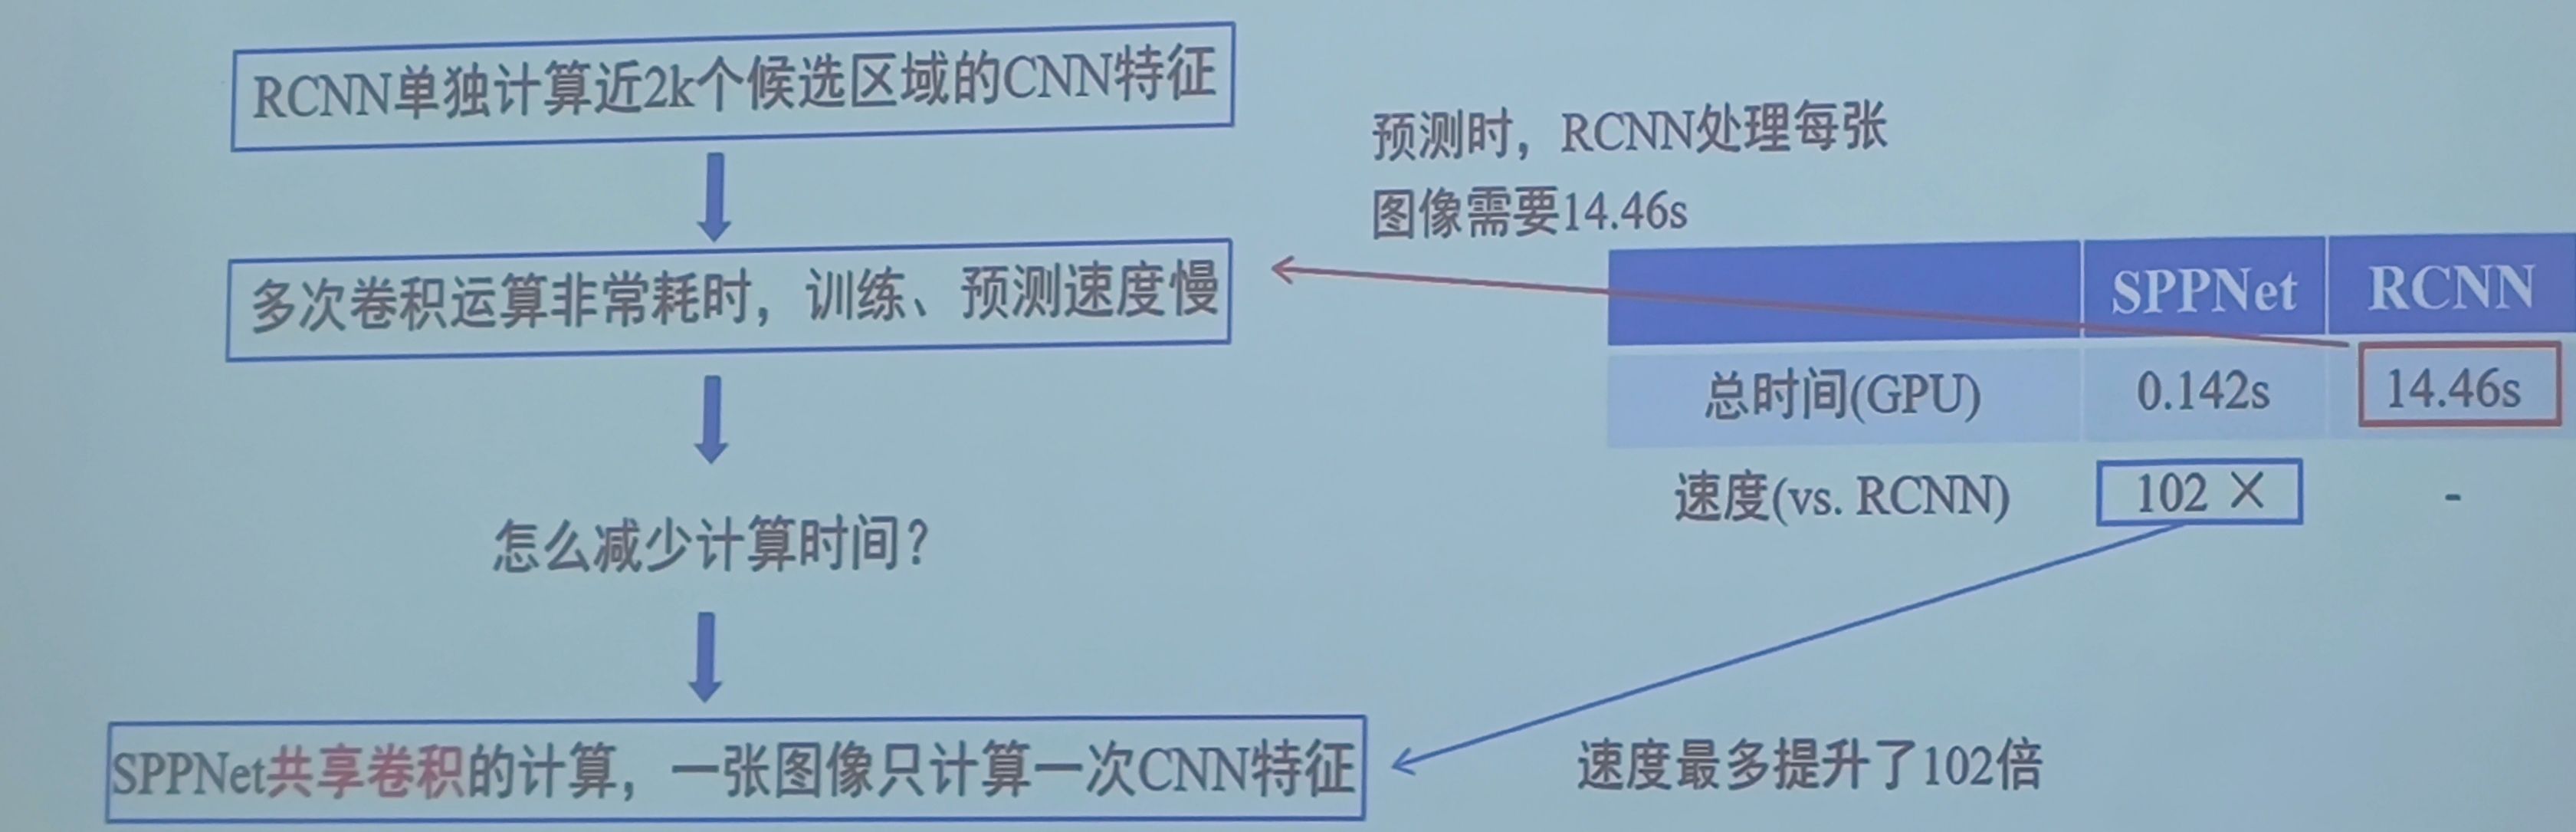 RCNN单独计算近2k个候选区域的CNN特征
多次卷积运算非常耗时，训练、预测速度慢
怎么减少计算时间？
SPPNet共享卷积的计算，一张图像只计算一次CNN特征
预测时，RCNN处理每张
图像需要14.46s
SPPNet RCNN
总时间(GPU) 0.142s 14.46s
速度(vs. RCNN) 102 × -
速度最多提升了102倍